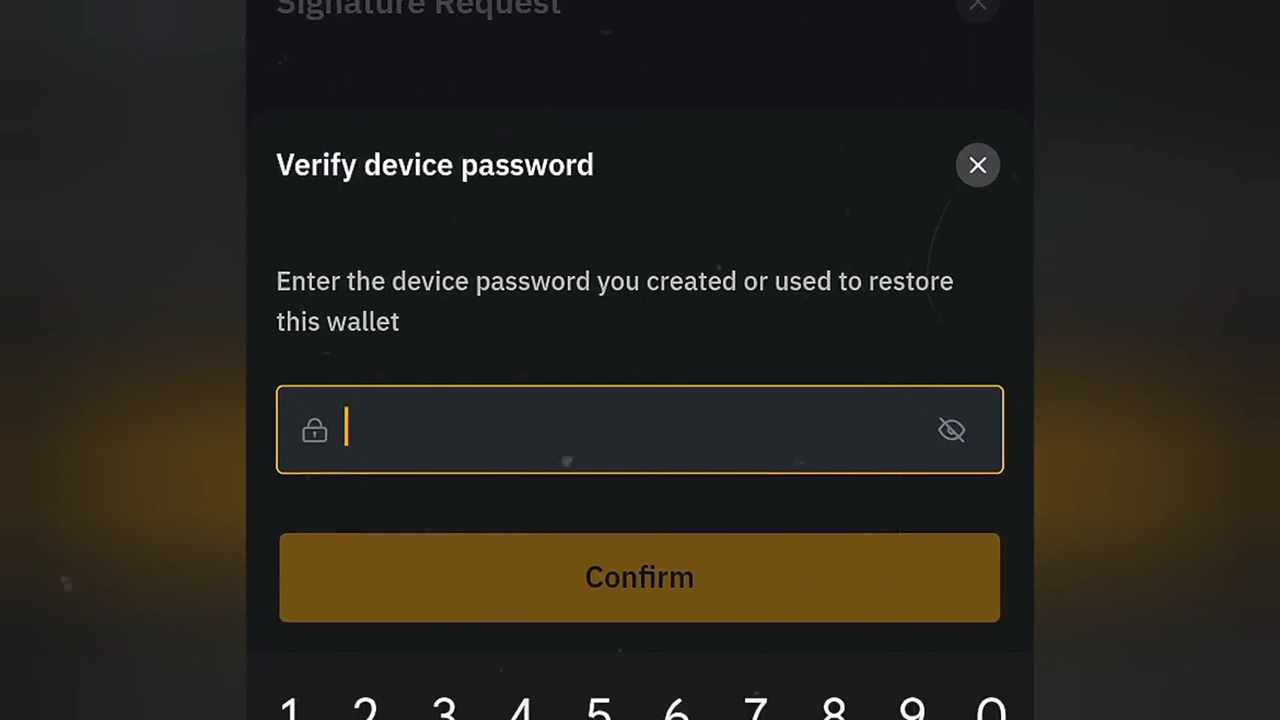 Signature Request
Verify device password
Enter the device password you created or used to restore
this wallet
Confirm
1 2 3 4 5 6 7 8 9 0